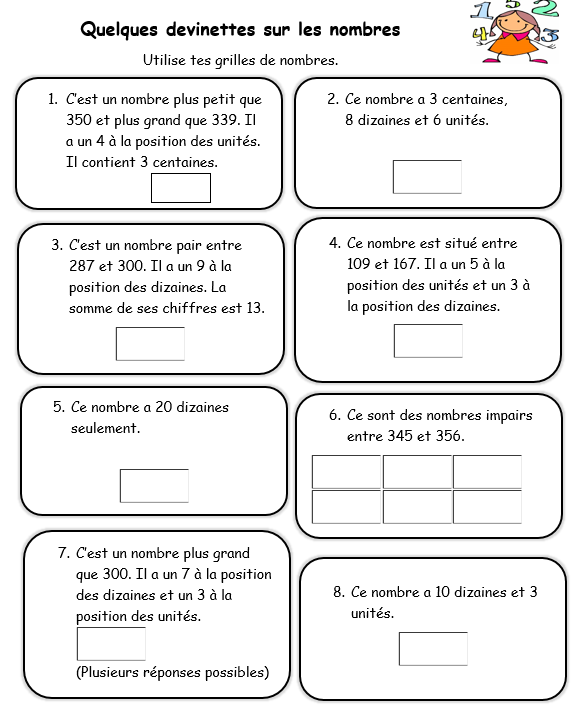 Quelques devinettes sur les nombres
1 5 2
4 3
Utilise tes grilles de nombres.
1. C'est un nombre plus petit que
350 et plus grand que 339. Il
a un 4 à la position des unités.
Il contient 3 centaines.
2. Ce nombre a 3 centaines,
8 dizaines et 6 unités.
3. C'est un nombre pair entre
287 et 300. Il a un 9 à la
position des dizaines. La
somme de ses chiffres est 13.
4. Ce nombre est situé entre
109 et 167. Il a un 5 à la
position des unités et un 3 à
la position des dizaines.
5. Ce nombre a 20 dizaines
seulement.
6. Ce sont des nombres impairs
entre 345 et 356.
7. C'est un nombre plus grand
que 300. Il a un 7 à la position
des dizaines et un 3 à la
position des unités.
(Plusieurs réponses possibles)
8. Ce nombre a 10 dizaines et 3
unités.